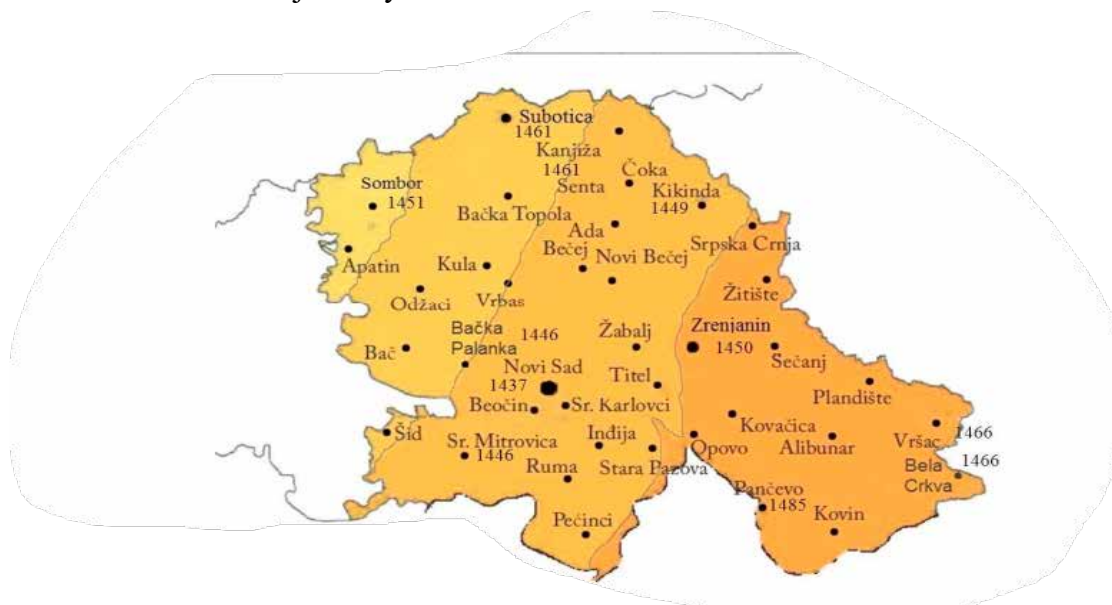 Subotica
1461
Kanjiža
1461
Čoka
Senta
Kikinda
1449
Sombor
1451
Bačka Topola
Ada
Srpska Crnja
Bečej
Novi Bečej
Apatin
Kula
Žitište
Odžaci
Vrbas
Bačka
Palanka
1446
Žabalj
Zrenjanin
1450
Bač
Sečanj
Novi Sad
1437
Titel
Plandište
Beočin
Sr. Karlovci
Kovačica
Šid
Sr. Mitrovica
1446
Inđija
Opovo
Alibunar
Vršac
1466
Ruma
Stara Pazova
Bela
Crkva
1466
Pančevo
1485
Kovin
Pećinci